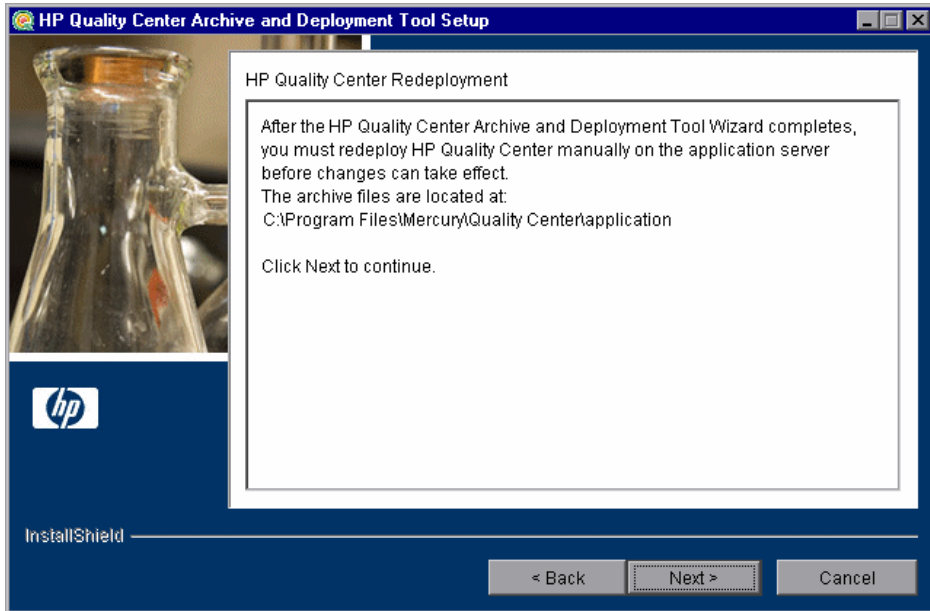 HP Quality Center Archive and Deployment Tool Setup
HP Quality Center Redeployment
After the HP Quality Center Archive and Deployment Tool Wizard completes,
you must redeploy HP Quality Center manually on the application server
before changes can take effect.
The archive files are located at:
C:\Program Files\Mercury\Quality Center\application
Click Next to continue.
hp
InstallShield
< Back
Next >
Cancel